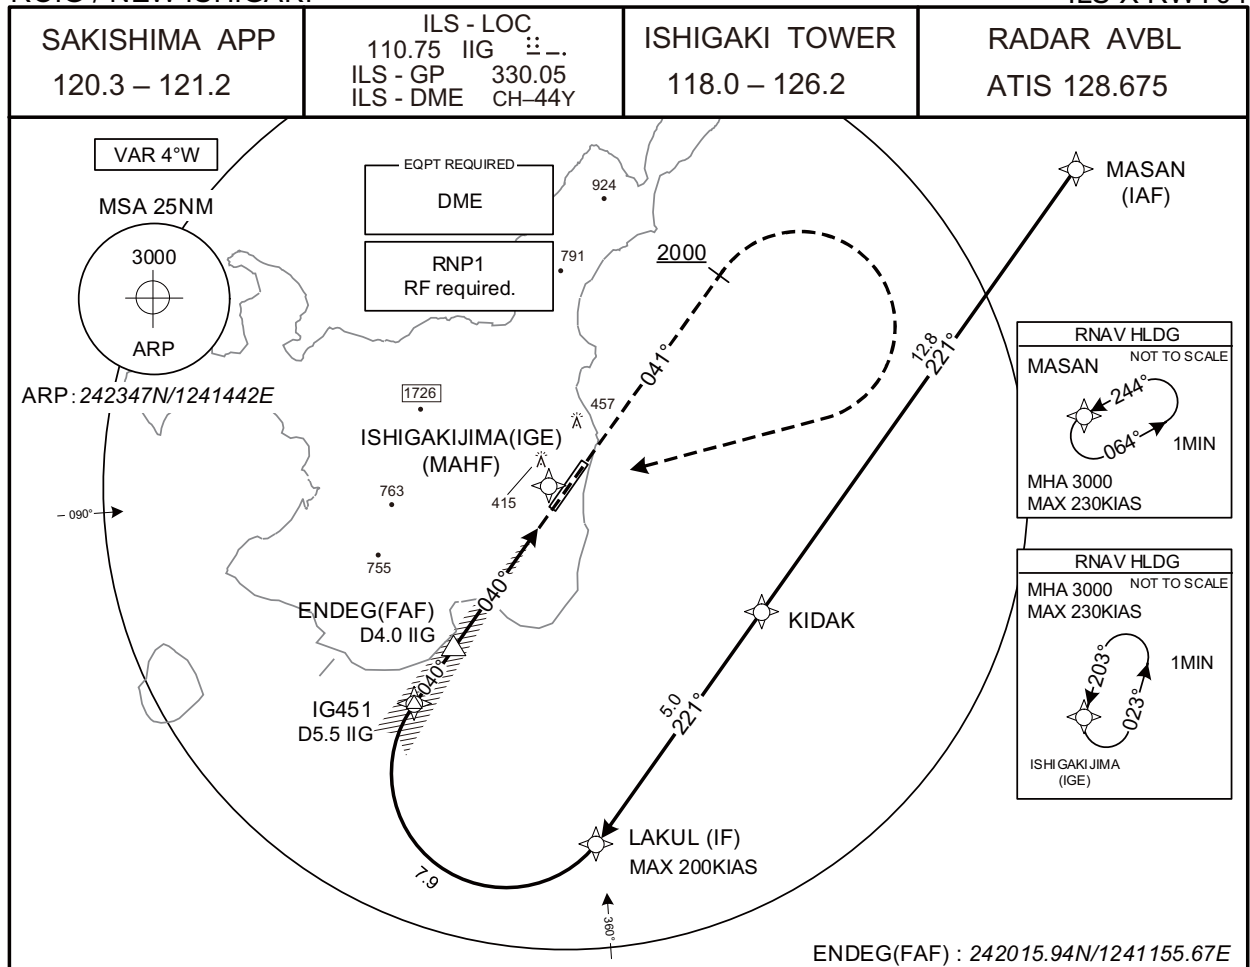 SAKISHIMA APP
120.3 – 121.2
ILS - LOC
110.75 IIG
ILS - GP 330.05
ILS - DME CH–44Y
ISHIGAKI TOWER
118.0 – 126.2
RADAR AVBL
ATIS 128.675
VAR 4°W
MSA 25NM
3000
ARP
ARP: 242347N/1241442E
EQPT REQUIRED
DME
RNP1
RF required.
924
791
2000
MASAN
(IAF)
041°
12.8
221°
1726
457
ISHIGAKIJIMA(IGE)
(MAHF)
415
763
755
090°
040°
ENDEG(FAF)
D4.0 IIG
040°
IG451
D5.5 IIG
KIDAK
5.0
221°
LAKUL (IF)
MAX 200KIAS
7.9
360°
RNAV HLDG
NOT TO SCALE
MASAN
244°
064°
1MIN
MHA 3000
MAX 230KIAS
RNAV HLDG
MHA 3000 NOT TO SCALE
MAX 230KIAS
203°
023°
1MIN
ISHIGAKIJIMA
(IGE)
ENDEG(FAF) : 242015.94N/1241155.67E